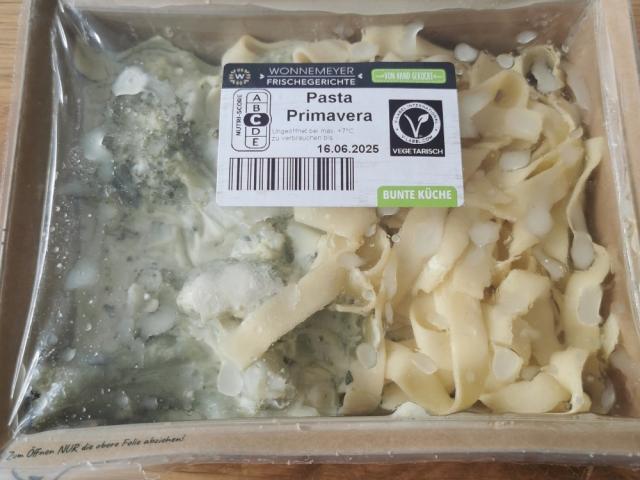 W
WONNEMEYER
FRISCHEGERICHTE
VON HAND GEKOCHT
Pasta
Primavera
NUTRI-SCORE
A
B
C
D
E
Ungeöffnet bei max. +7°C
zu verbrauchen bis
16.06.2025
V
VEGETARISCH
BUNTE KÜCHE
Zum Öffnen NUR die obere Folie abziehen!